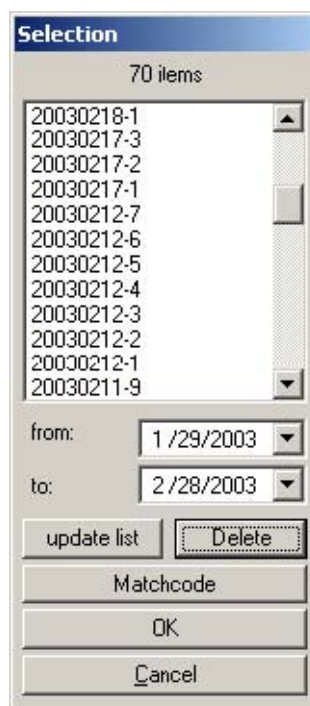 Selection
70 items
20030218-1
20030217-3
20030217-2
20030217-1
20030212-7
20030212-6
20030212-5
20030212-4
20030212-3
20030212-2
20030212-1
20030211-9
from: 1 /29/2003
to: 2 /28/2003
update list Delete
Matchcode
OK
Cancel